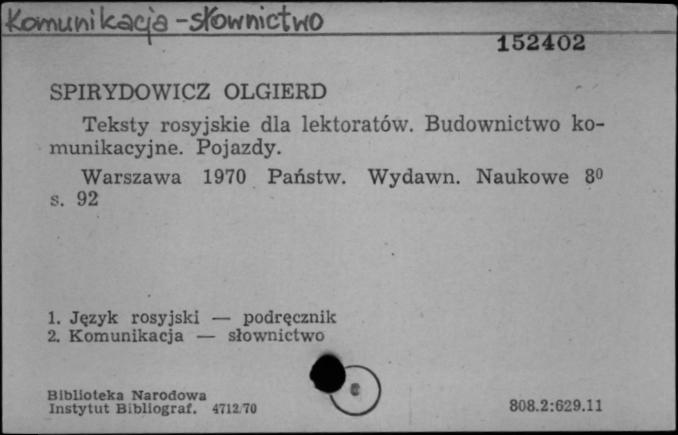 Komunikacja - słownictwo
152402
SPIRYDOWICZ OLGIERD
Teksty rosyjskie dla lektoratów. Budownictwo ko-
munikacyjne. Pojazdy.
Warszawa 1970 Państw. Wydawn. Naukowe 8⁰
s. 92
1. Język rosyjski — podręcznik
2. Komunikacja — słownictwo
Biblioteka Narodowa
Instytut Bibliograf. 4712/70
808.2:629.11